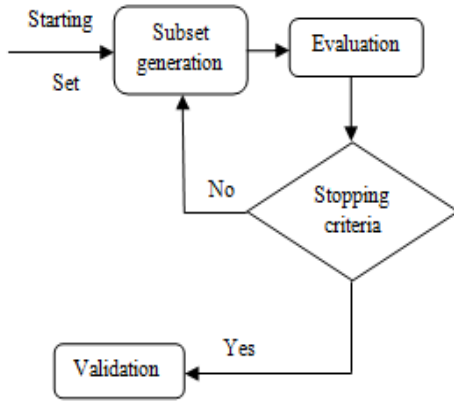 Starting
Set
Subset
generation
Evaluation
Stopping
criteria
No
Yes
Validation